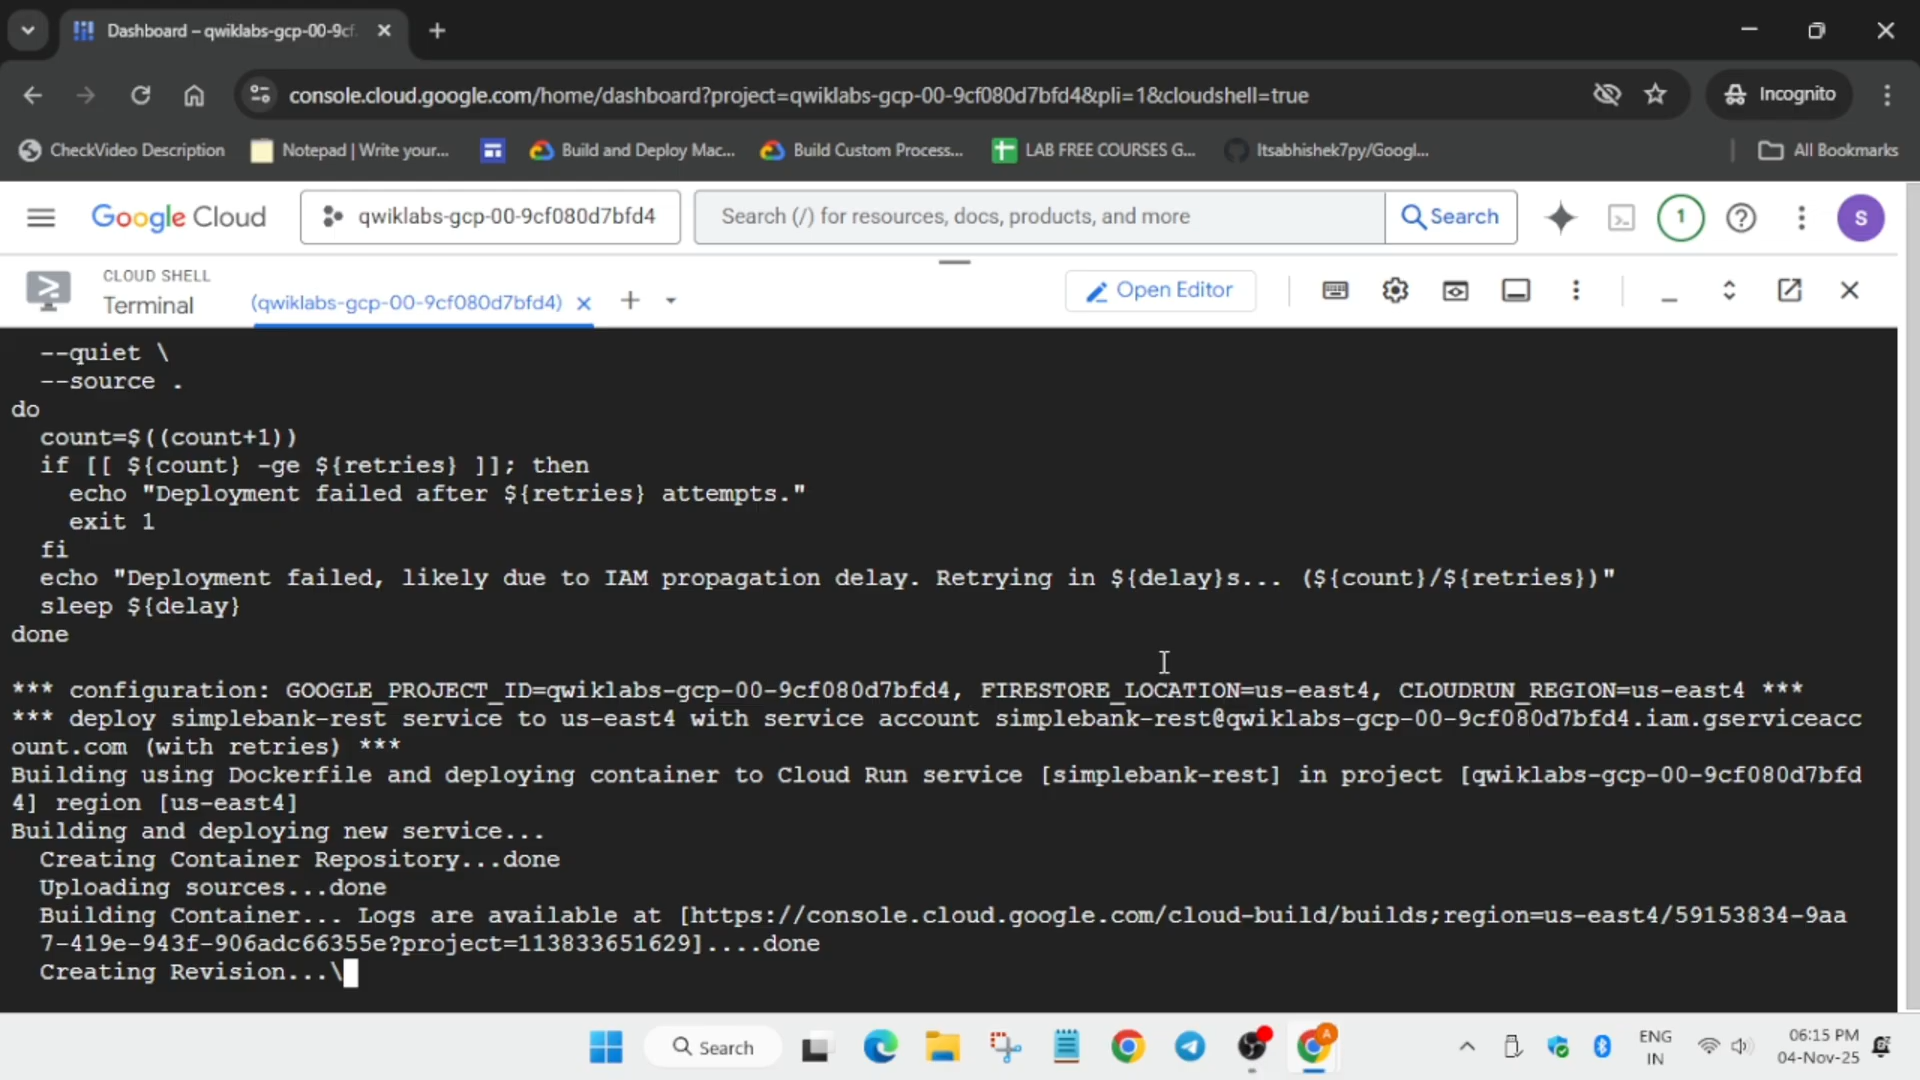 Dashboard – qwiklabs-gcp-00-9cf
console.cloud.google.com/home/dashboard?project=qwiklabs-gcp-00-9cf080d7bfd4&pli=1&cloudshell=true
Incognito
CheckVideo Description
Notepad | Write your...
Build and Deploy Mac...
Build Custom Process...
LAB FREE COURSES G...
Itsabhishek7py/Googl...
All Bookmarks
Google Cloud
qwiklabs-gcp-00-9cf080d7bfd4
Search (/) for resources, docs, products, and more
Search
1
S
CLOUD SHELL
Terminal
(qwiklabs-gcp-00-9cf080d7bfd4)
Open Editor
--quiet \
--source .
do
count=$((count+1))
if [[ ${count} -ge ${retries} ]]; then
echo "Deployment failed after ${retries} attempts."
exit 1
fi
echo "Deployment failed, likely due to IAM propagation delay. Retrying in ${delay}s... (${count}/${retries})"
sleep ${delay}
done
*** configuration: GOOGLE_PROJECT_ID=qwiklabs-gcp-00-9cf080d7bfd4, FIRESTORE_LOCATION=us-east4, CLOUDRUN_REGION=us-east4 ***
*** deploy simplebank-rest service to us-east4 with service account simplebank-rest@qwiklabs-gcp-00-9cf080d7bfd4.iam.gserviceacc
ount.com (with retries) ***
Building using Dockerfile and deploying container to Cloud Run service [simplebank-rest] in project [qwiklabs-gcp-00-9cf080d7bfd
4] region [us-east4]
Building and deploying new service...
Creating Container Repository...done
Uploading sources...done
Building Container... Logs are available at [https://console.cloud.google.com/cloud-build/builds;region=us-east4/59153834-9aa
7-419e-943f-906adc66355e?project=113833651629]....done
Creating Revision...\
Search
A
ENG
IN
06:15 PM
04-Nov-25